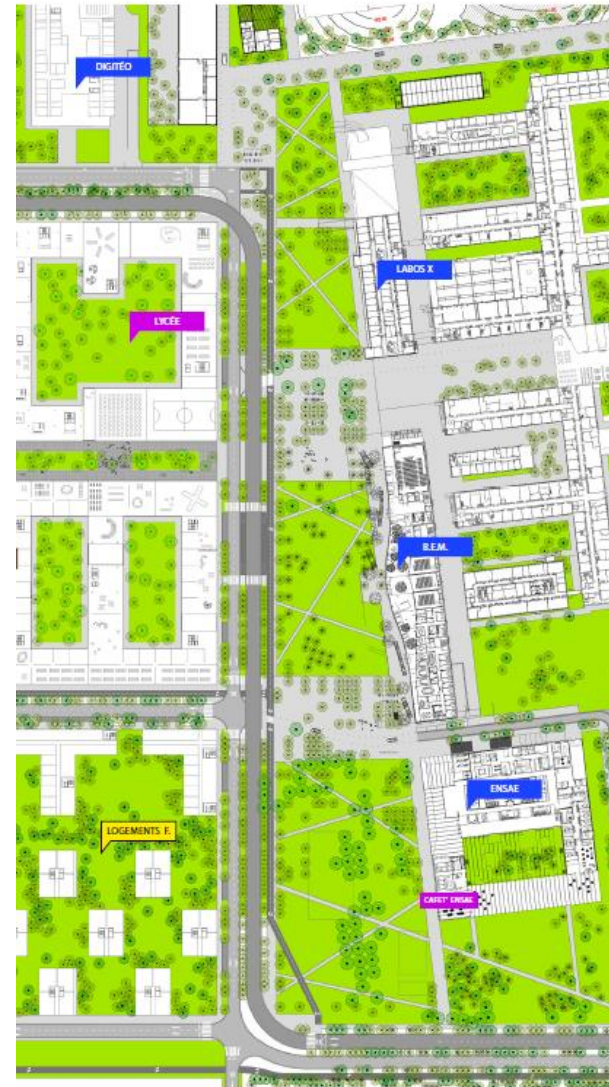 DIGITÉO
LABOS X
LYCÉE
B.E.M.
ENSAE
LOGEMENTS F.
CAFET' ENSAE